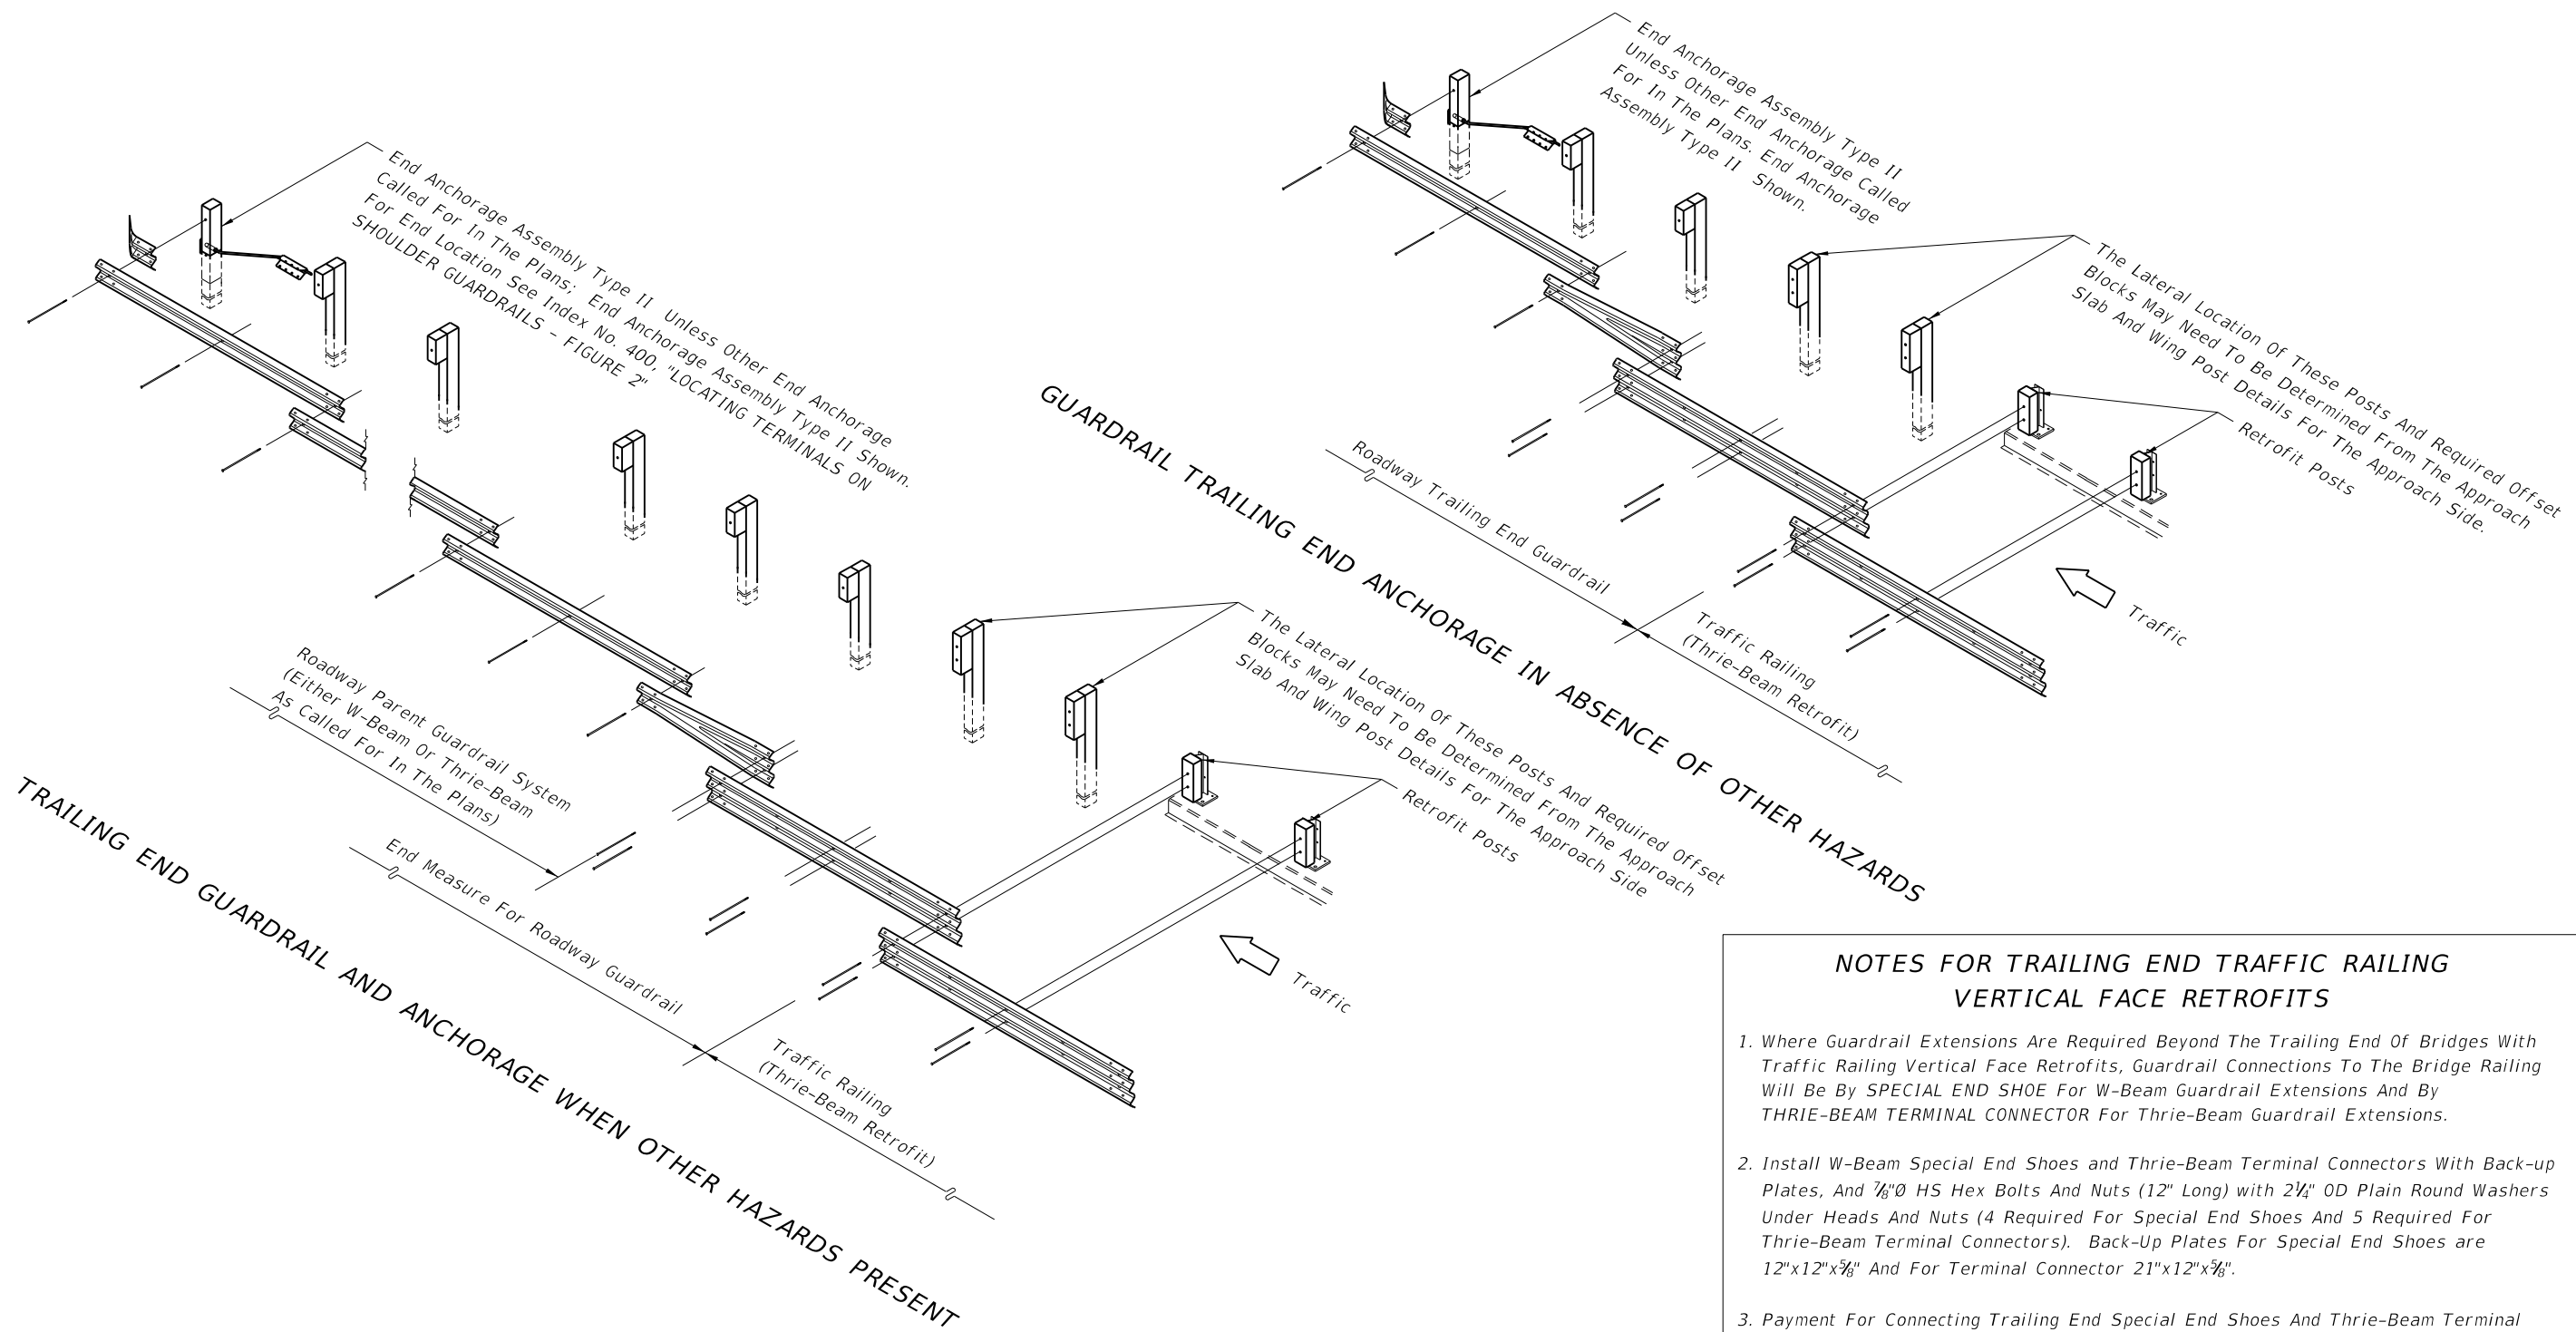 End Anchorage Assembly Type II Unless Other End Anchorage
Called For In The Plans; End Anchorage Assembly Type II Shown.
For End Location See Index No. 400, "LOCATING TERMINALS ON
SHOULDER GUARDRAILS - FIGURE 2"
Roadway Parent Guardrail System
(Either W-Beam Or Thrie-Beam
As Called For In The Plans)
End Measure For Roadway Guardrail
The Lateral Location Of These Posts And Required Offset
Blocks May Need To Be Determined From The Approach
Slab And Wing Post Details For The Approach Side
Retrofit Posts
Traffic
Traffic Railing
(Thrie-Beam Retrofit)
TRAILING END GUARDRAIL AND ANCHORAGE WHEN OTHER HAZARDS PRESENT
End Anchorage Assembly Type II
Unless Other End Anchorage Called
For In The Plans. End Anchorage
Assembly Type II Shown.
The Lateral Location Of These Posts And Required Offset
Blocks May Need To Be Determined From The Approach
Slab And Wing Post Details For The Approach Side.
Retrofit Posts
Roadway Trailing End Guardrail
Traffic Railing
(Thrie-Beam Retrofit)
Traffic
GUARDRAIL TRAILING END ANCHORAGE IN ABSENCE OF OTHER HAZARDS
NOTES FOR TRAILING END TRAFFIC RAILING
VERTICAL FACE RETROFITS
1. Where Guardrail Extensions Are Required Beyond The Trailing End Of Bridges With
Traffic Railing Vertical Face Retrofits, Guardrail Connections To The Bridge Railing
Will Be By SPECIAL END SHOE For W-Beam Guardrail Extensions And By
THRIE-BEAM TERMINAL CONNECTOR For Thrie-Beam Guardrail Extensions.
2. Install W-Beam Special End Shoes and Thrie-Beam Terminal Connectors With Back-up
Plates, And ⅞"Ø HS Hex Bolts And Nuts (12" Long) with 2¼" OD Plain Round Washers
Under Heads And Nuts (4 Required For Special End Shoes And 5 Required For
Thrie-Beam Terminal Connectors). Back-Up Plates For Special End Shoes are
12"x12"x⅝" And For Terminal Connector 21"x12"x⅝".
3. Payment For Connecting Trailing End Special End Shoes And Thrie-Beam Terminal